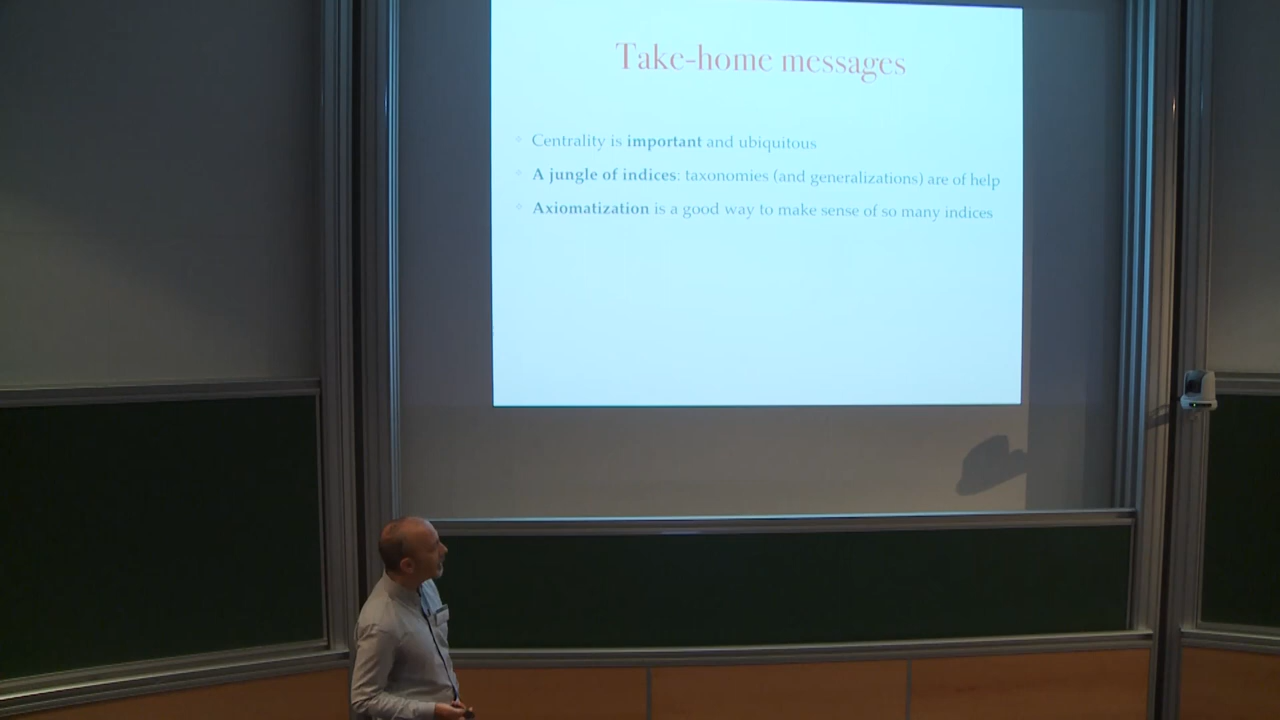 Take-home messages
Centrality is important and ubiquitous
A jungle of indices: taxonomies (and generalizations) are of help
Axiomatization is a good way to make sense of so many indices